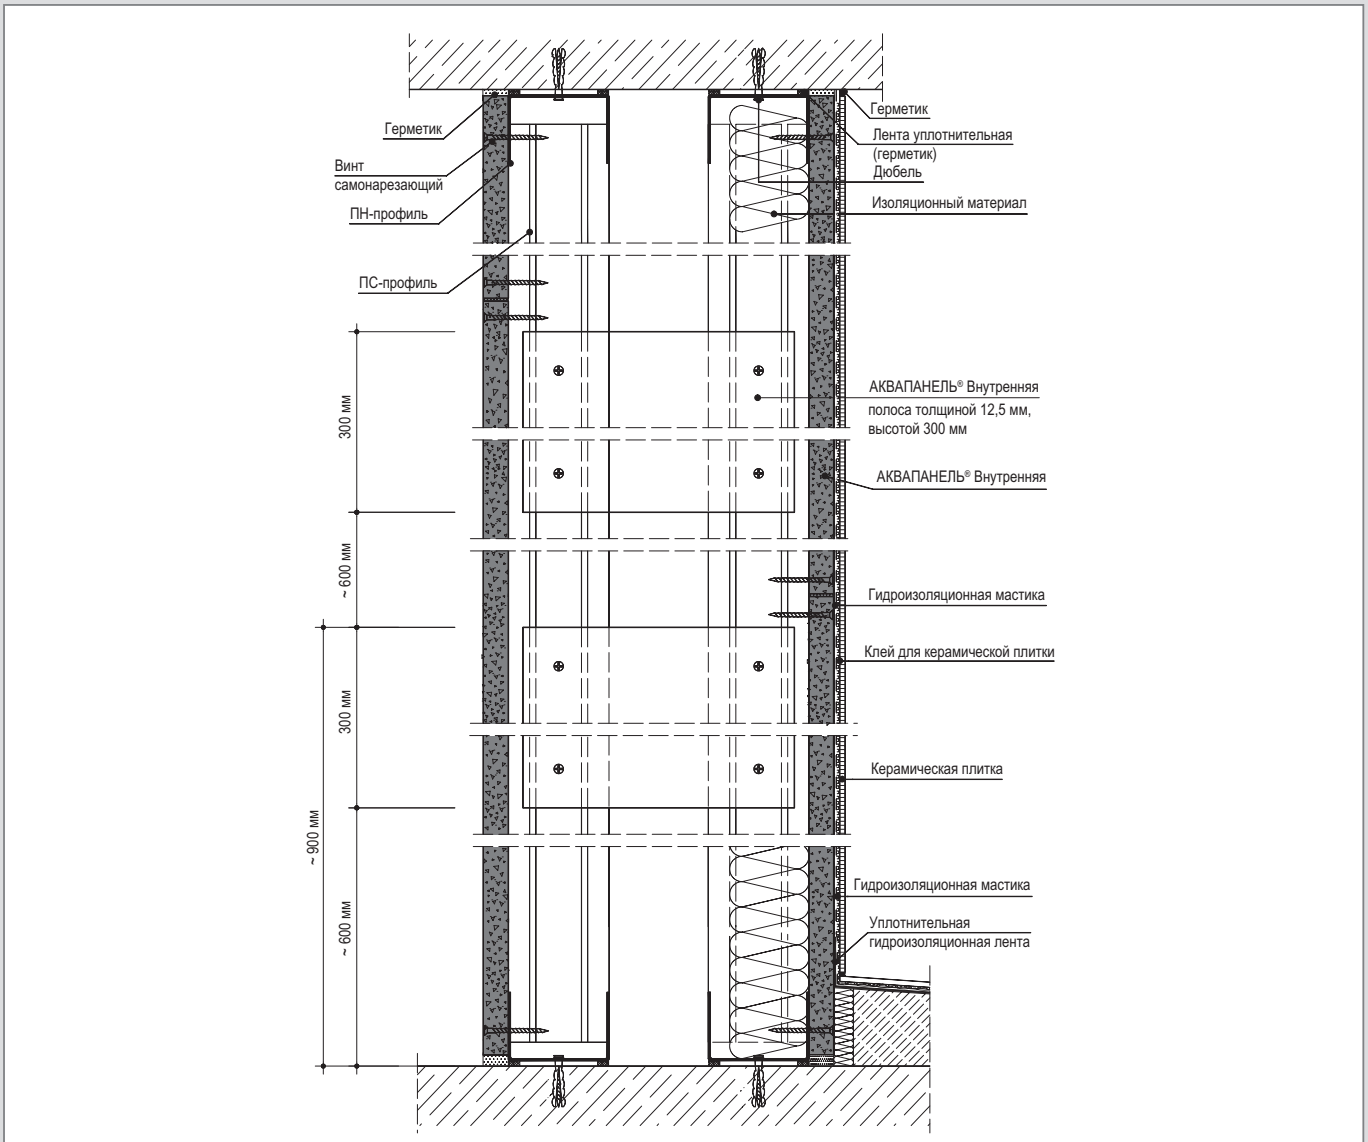 Герметик
Винт
самонарезающий
ПН-профиль
ПС-профиль
Герметик
Лента уплотнительная
(герметик)
Дюбель
Изоляционный материал
АКВАПАНЕЛЬ® Внутренняя
полоса толщиной 12,5 мм,
высотой 300 мм
АКВАПАНЕЛЬ® Внутренняя
Гидроизоляционная мастика
Клей для керамической плитки
Керамическая плитка
Гидроизоляционная мастика
Уплотнительная
гидроизоляционная лента
300 мм
~ 600 мм
300 мм
~ 900 мм
~ 600 мм